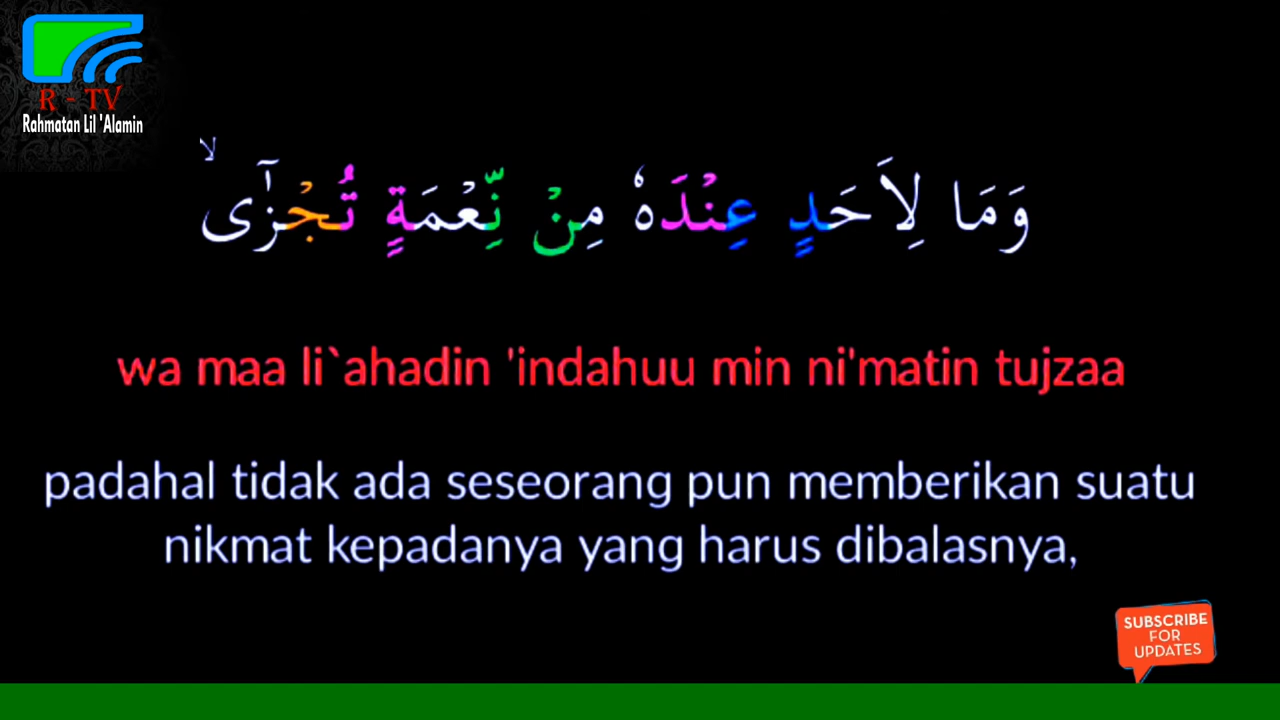 R - TV
Rahmatan Lil 'Alamin
وَمَا لِاَحَدٍ عِنْدَهٗ مِنْ نِّعْمَةٍ تُجْزٰٓىۙ
wa maa li`ahadin 'indahuu min ni'matin tujzaa
padahal tidak ada seseorang pun memberikan suatu
nikmat kepadanya yang harus dibalasnya,
SUBSCRIBE
FOR
UPDATES